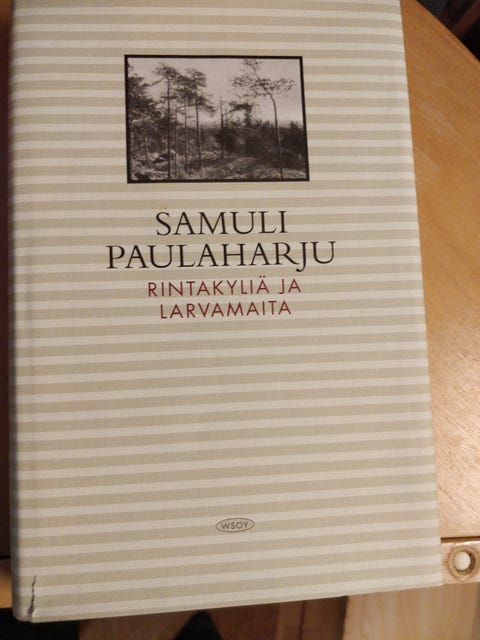 SAMULI
PAULAHARJU
RINTAKYLIÄ JA
LARVAMAITA
WSOY